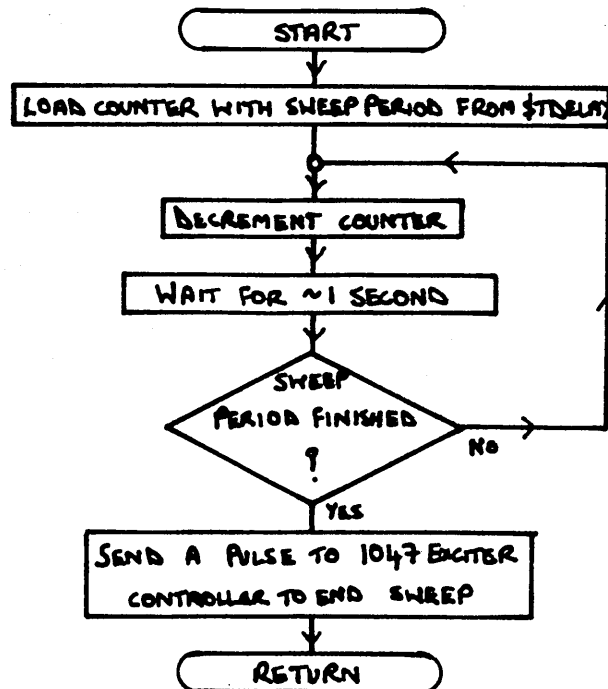 START
LOAD COUNTER WITH SWEEP PERIOD FROM $TDELAY
DECREMENT COUNTER
WAIT FOR ~1 SECOND
SWEEP
PERIOD FINISHED
?
NO
YES
SEND A PULSE TO 1047 EXCITER
CONTROLLER TO END SWEEP
RETURN